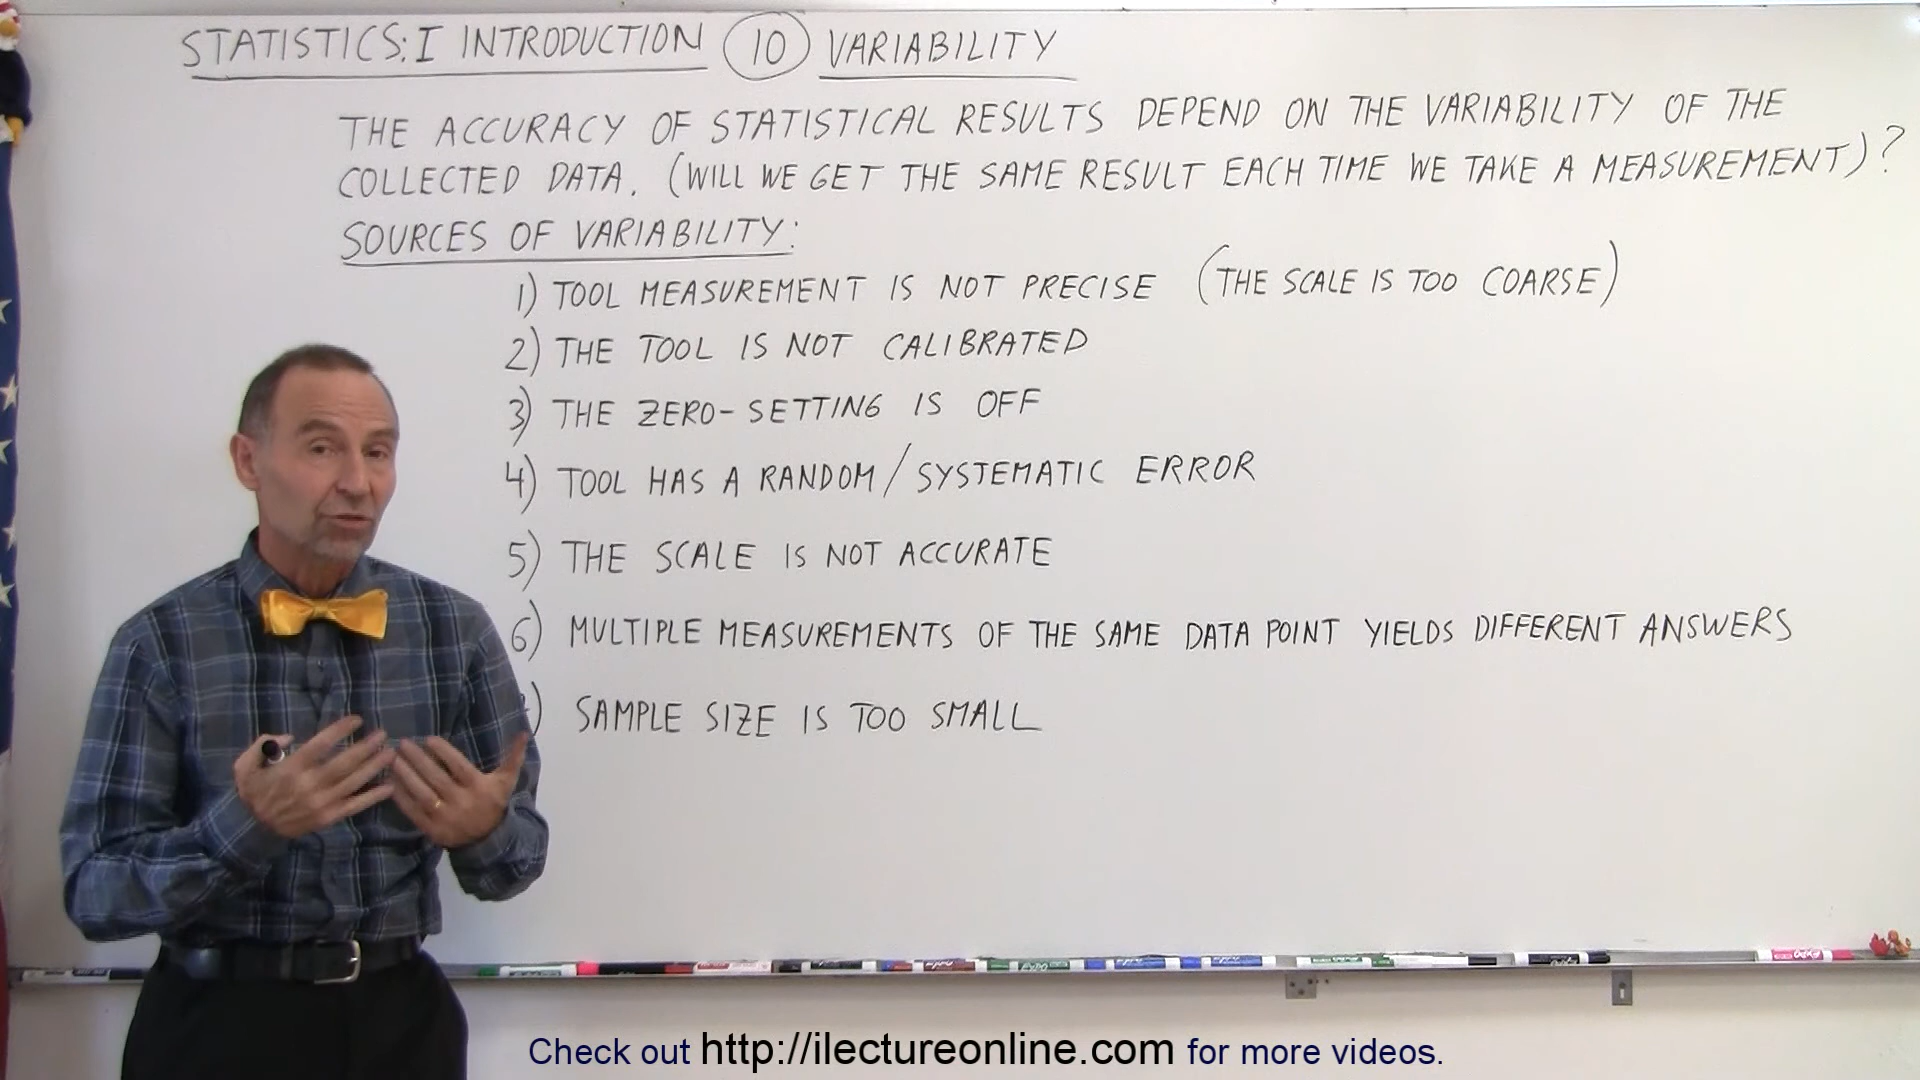 STATISTICS: I INTRODUCTION 10 VARIABILITY
THE ACCURACY OF STATISTICAL RESULTS DEPEND ON THE VARIABILITY OF THE
COLLECTED DATA. (WILL WE GET THE SAME RESULT EACH TIME WE TAKE A MEASUREMENT)?
SOURCES OF VARIABILITY:
1) TOOL MEASUREMENT IS NOT PRECISE (THE SCALE IS TOO COARSE)
2) THE TOOL IS NOT CALIBRATED
3) THE ZERO-SETTING IS OFF
4) TOOL HAS A RANDOM/SYSTEMATIC ERROR
5) THE SCALE IS NOT ACCURATE
6) MULTIPLE MEASUREMENTS OF THE SAME DATA POINT YIELDS DIFFERENT ANSWERS
) SAMPLE SIZE IS TOO SMALL
Check out http://ilectureonline.com for more videos.